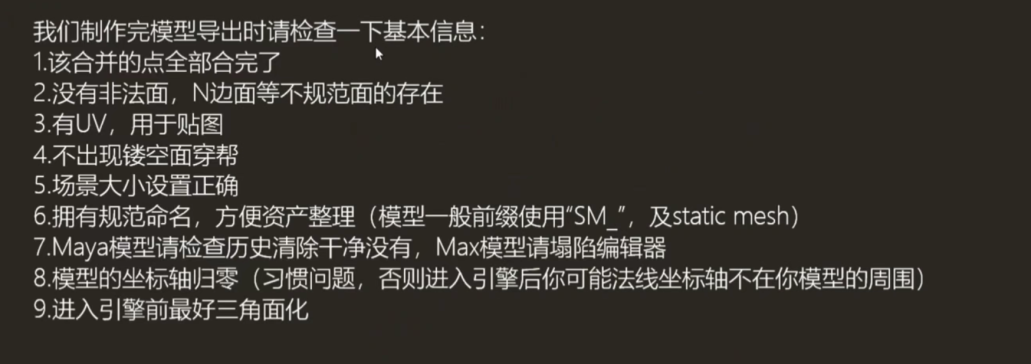 我们制作完模型导出时请检查一下基本信息：
1.该合并的点全部合完了
2.没有非法面，N边面等不规范面的存在
3.有UV，用于贴图
4.不出现镂空面穿帮
5.场景大小设置正确
6.拥有规范命名，方便资产整理（模型一般前缀使用“SM_”，及static mesh）
7.Maya模型请检查历史清除干净没有，Max模型请塌陷编辑器
8.模型的坐标轴归零（习惯问题，否则进入引擎后你可能法线坐标轴不在你模型的周围）
9.进入引擎前最好三角面化